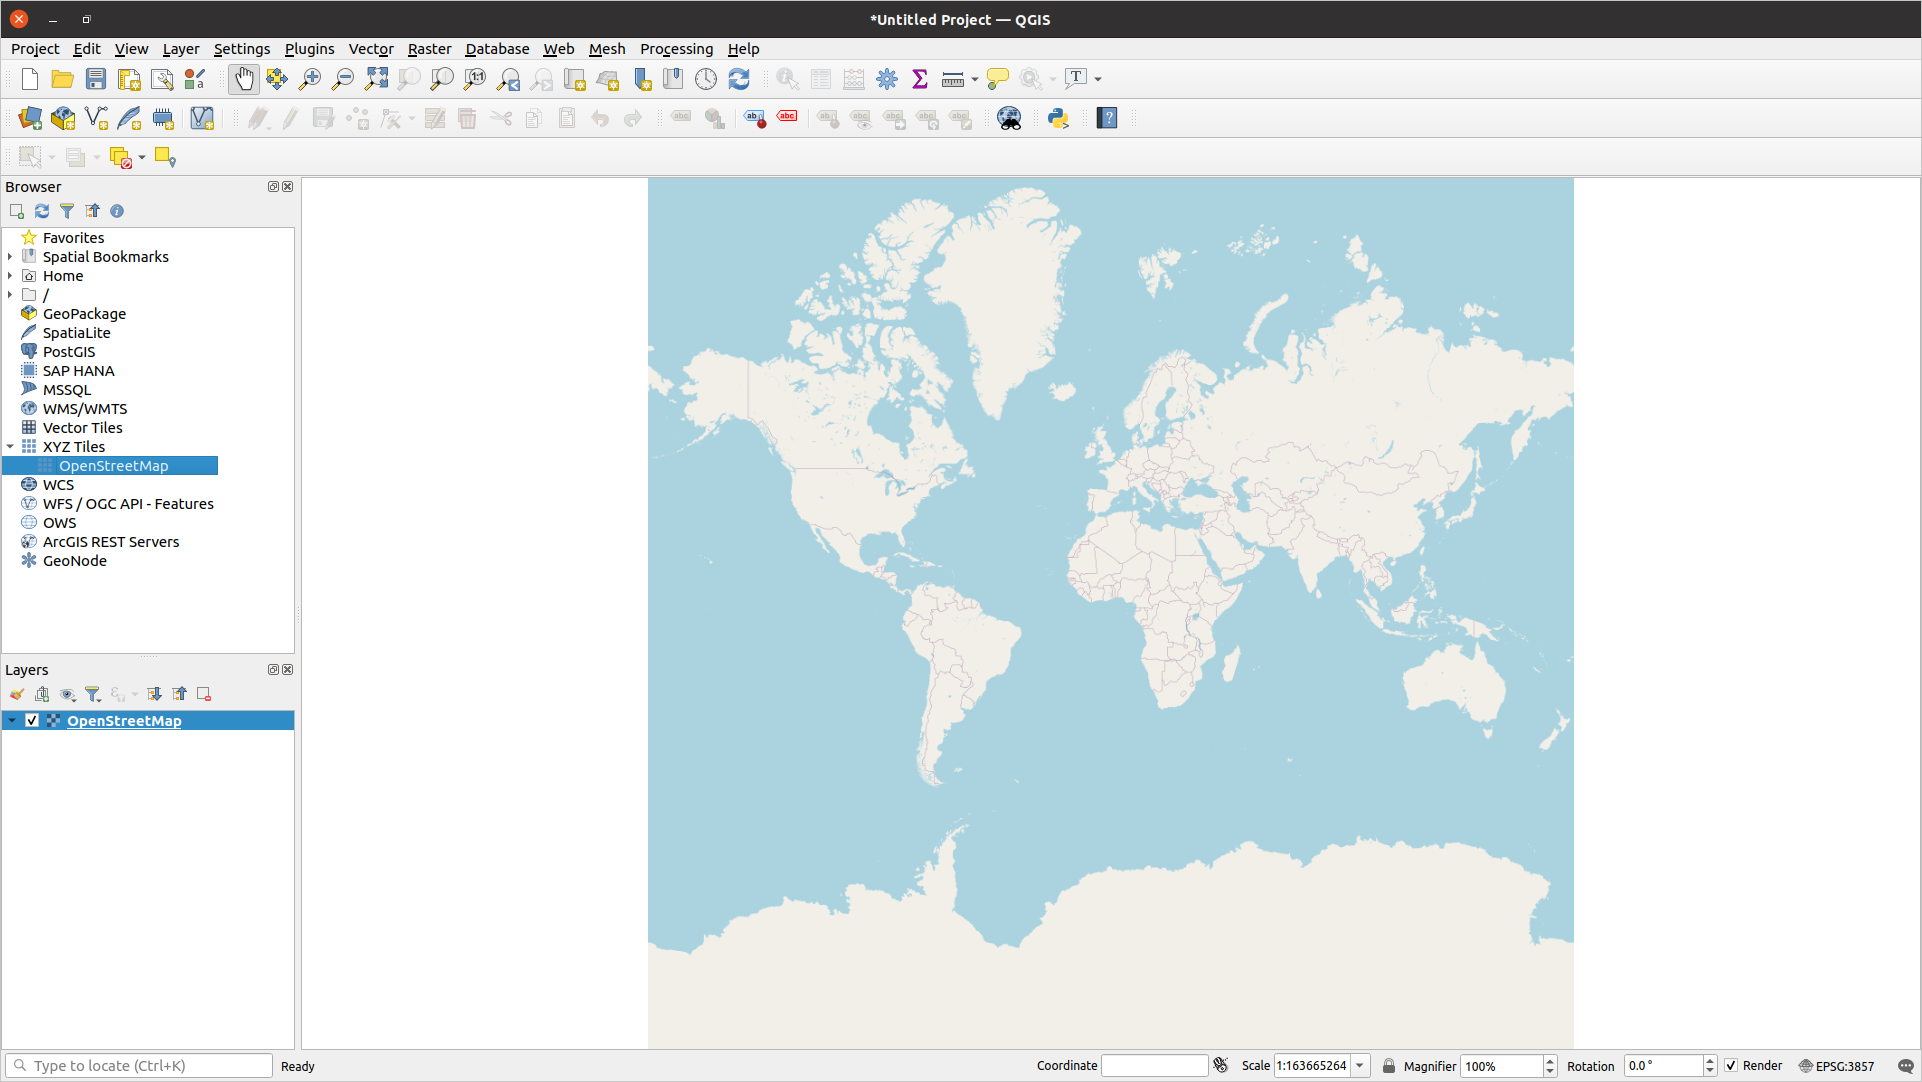 *Untitled Project — QGIS
Project Edit View Layer Settings Plugins Vector Raster Database Web Mesh Processing Help
Browser
Favorites
Spatial Bookmarks
Home
/
GeoPackage
SpatiaLite
PostGIS
SAP HANA
MSSQL
WMS/WMTS
Vector Tiles
XYZ Tiles
OpenStreetMap
WCS
WFS / OGC API - Features
OWS
ArcGIS REST Servers
GeoNode
Layers
OpenStreetMap
Type to locate (Ctrl+K) Ready Coordinate Scale 1:163665264 Magnifier 100% Rotation 0.0 ° Render EPSG:3857